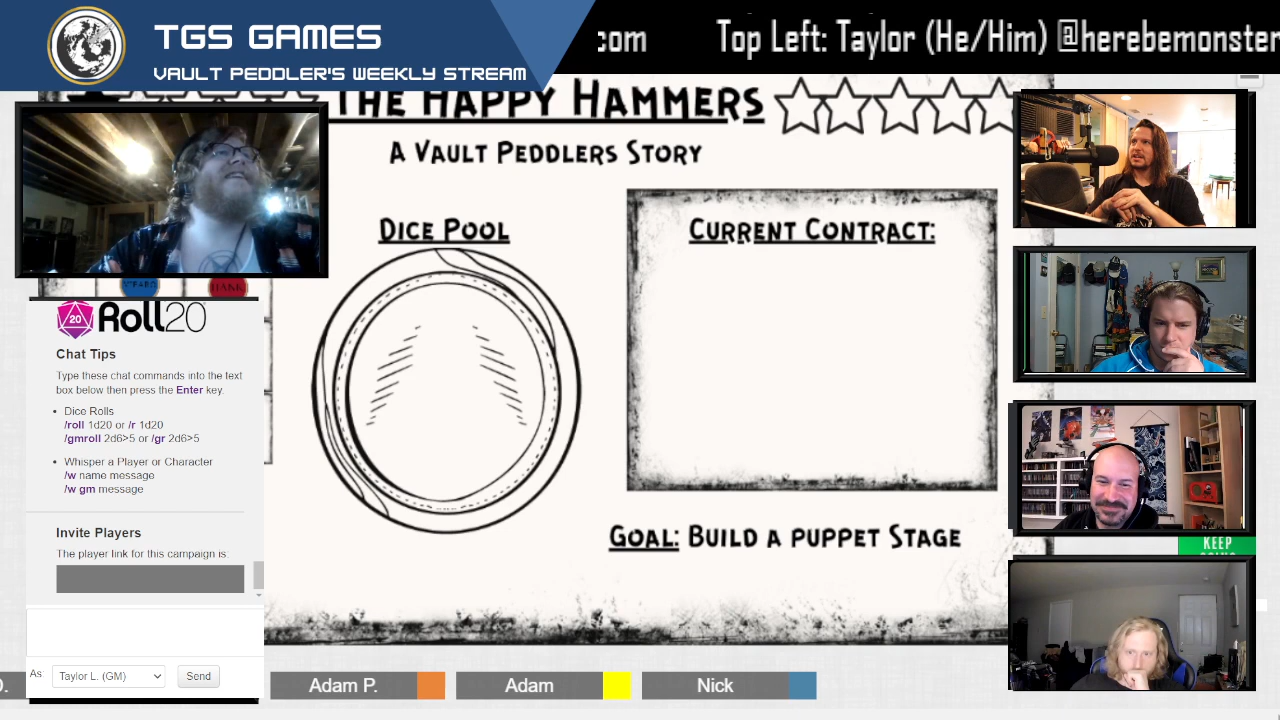 TGS GAMES
VAULT PEDDLER'S WEEKLY STREAM
.com Top Left: Taylor (He/Him) @herebemonster
THE HAPPY HAMMERS
A VAULT PEDDLERS STORY
DICE POOL
CURRENT CONTRACT:
GOAL: BUILD A PUPPET STAGE
HANK
20
Roll20
Chat Tips
Type these chat commands into the text
box below then press the Enter key.
• Dice Rolls
/roll 1d20 or /r 1d20
/gmroll 2d6>5 or /gr 2d6>5
• Whisper a Player or Character
/w name message
/w gm message
Invite Players
The player link for this campaign is:
As: Taylor L. (GM) Send
KEEP
Adam P.
Adam
Nick